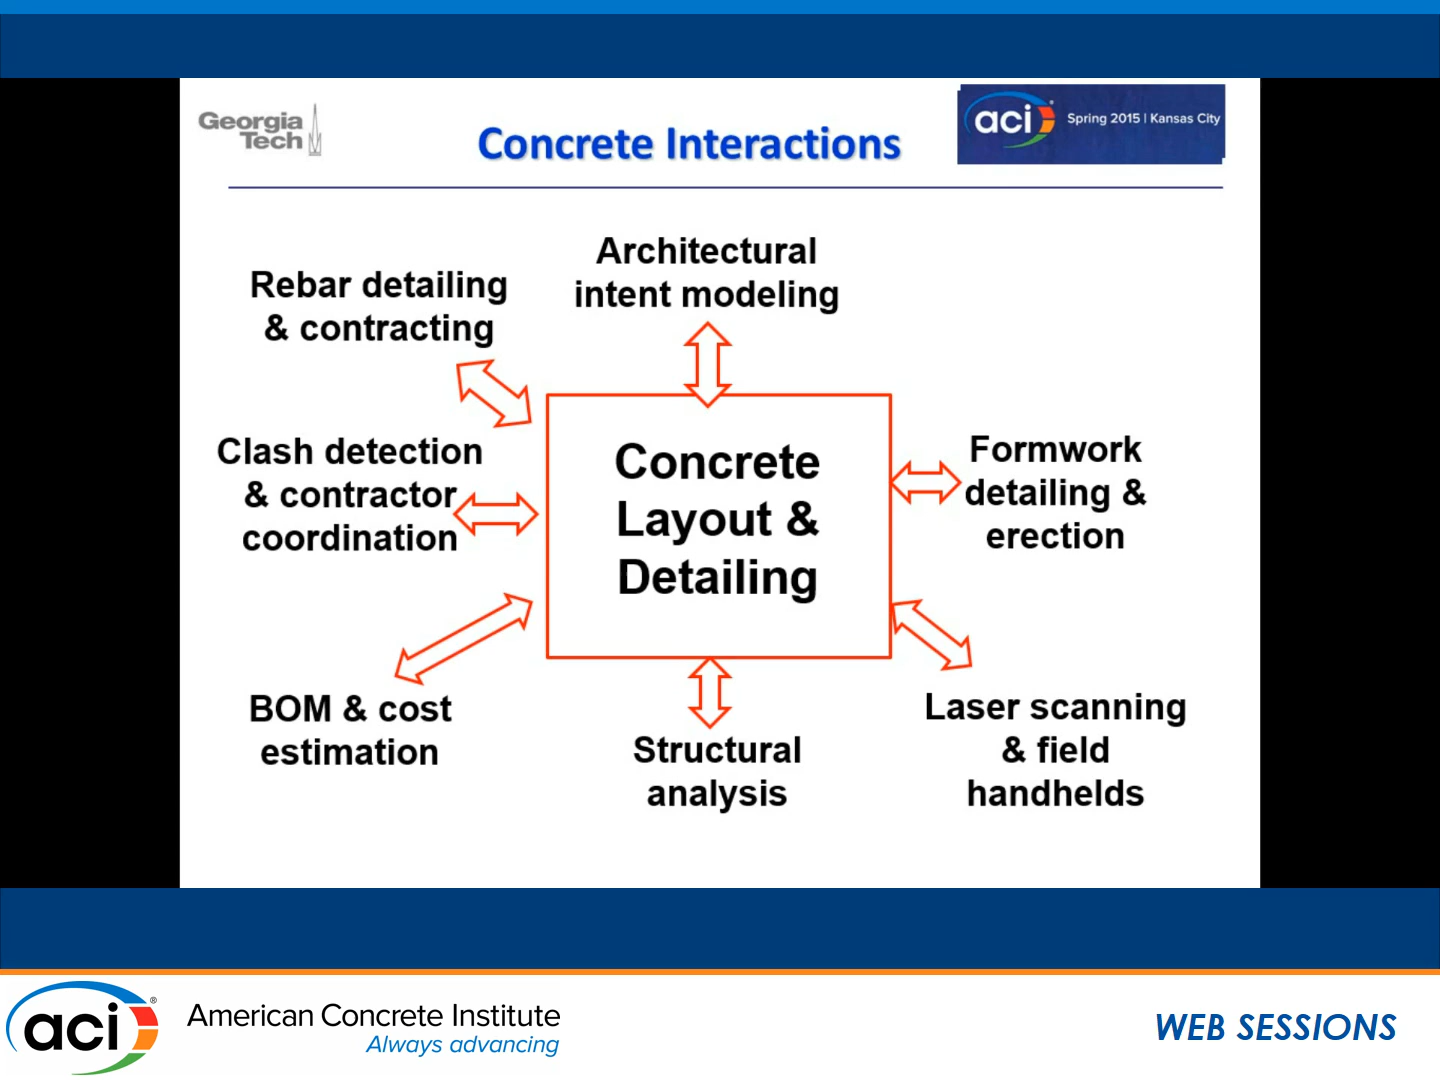 Georgia
Tech
Concrete Interactions
aci
Spring 2015 | Kansas City
Architectural
intent modeling
Rebar detailing
& contracting
Clash detection
& contractor
coordination
Concrete
Layout &
Detailing
Formwork
detailing &
erection
BOM & cost
estimation
Structural
analysis
Laser scanning
& field
handhelds
aci®
American Concrete Institute
Always advancing
WEB SESSIONS